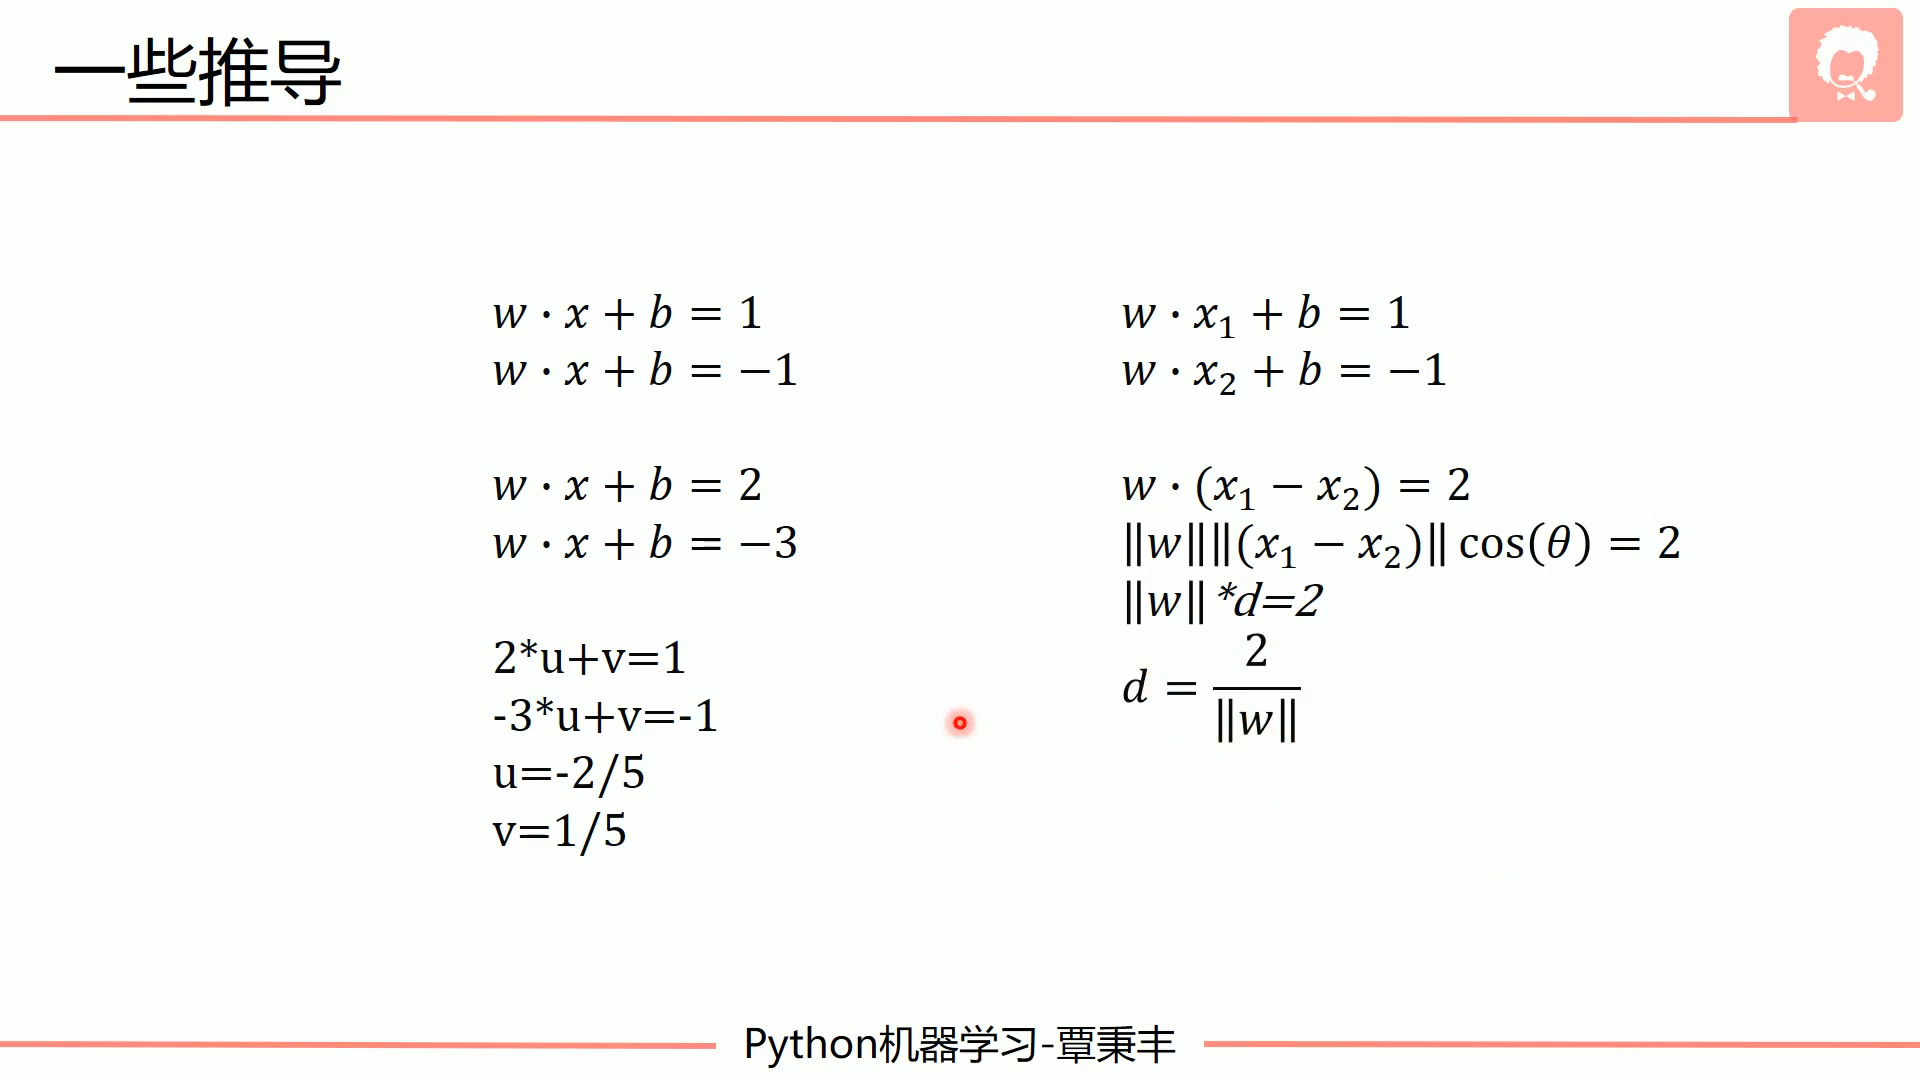 一些推导
w · x + b = 1
w · x + b = −1
w · x + b = 2
w · x + b = −3
2*u+v=1
-3*u+v=-1
u=-2/5
v=1/5
w · x₁ + b = 1
w · x₂ + b = −1
w · (x₁ − x₂) = 2
‖w‖‖(x₁ − x₂)‖ cos(θ) = 2
‖w‖*d=2
d = 2/‖w‖
Python机器学习-覃秉丰